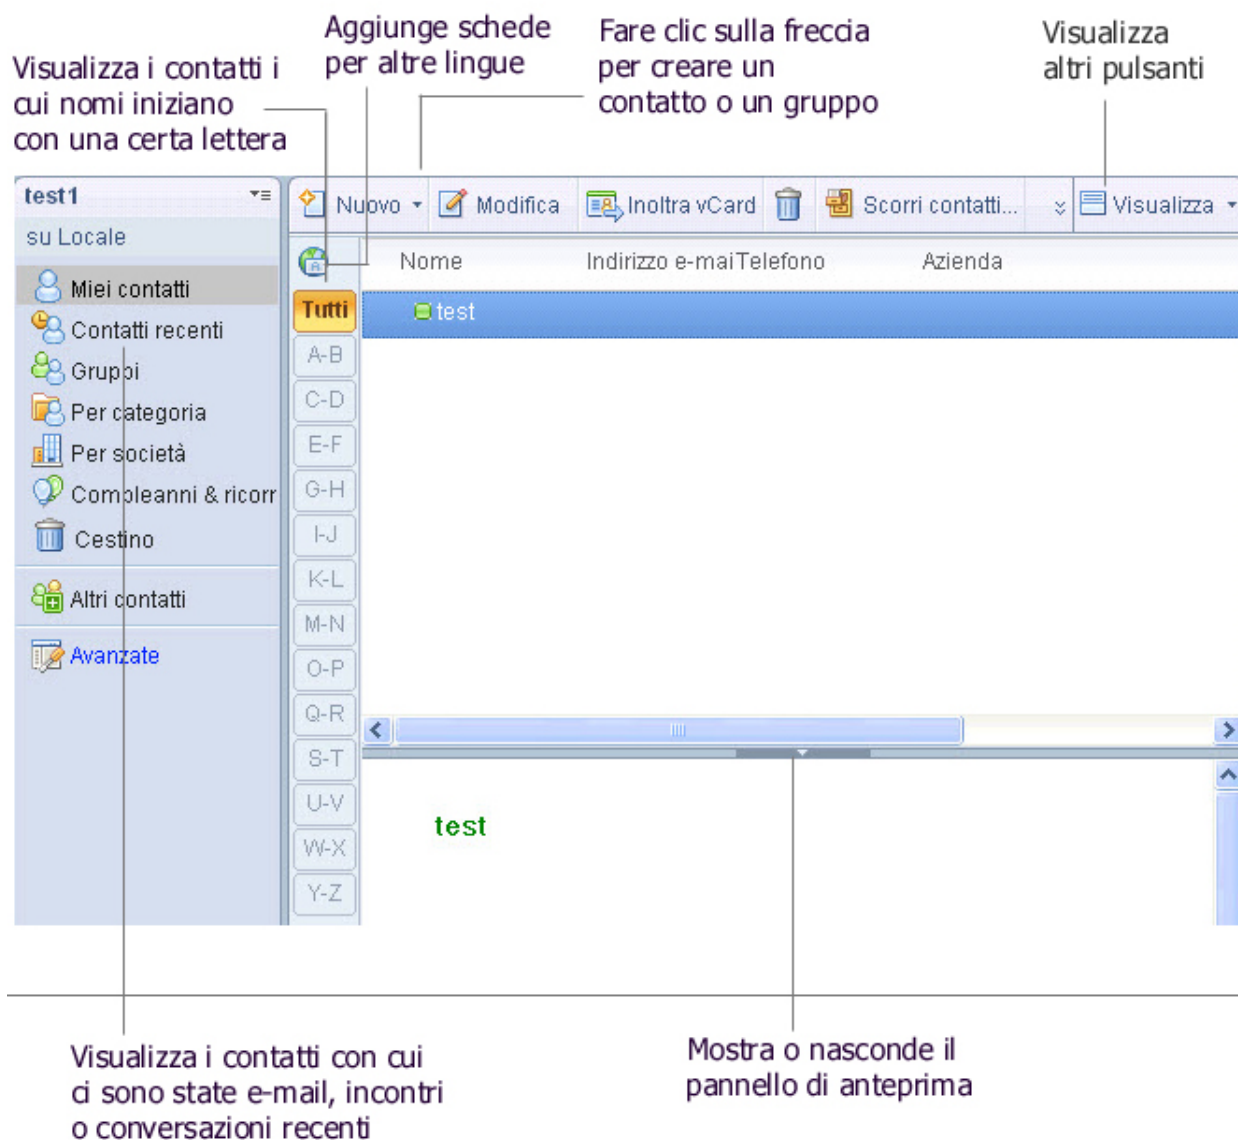 Visualizza i contatti i
cui nomi iniziano
con una certa lettera
Aggiunge schede
per altre lingue
Fare clic sulla freccia
per creare un
contatto o un gruppo
Visualizza
altri pulsanti
test1
su Locale
Miei contatti
Contatti recenti
Gruppi
Per categoria
Per società
Compleanni & ricorr
Cestino
Altri contatti
Avanzate
Nuovo Modifica Inoltra vCard Scorri contatti... Visualizza
Nome Indirizzo e-mai Telefono Azienda
Tutti
test
A-B
C-D
E-F
G-H
I-J
K-L
M-N
O-P
Q-R
S-T
U-V
W-X
Y-Z
test
Visualizza i contatti con cui
ci sono state e-mail, incontri
o conversazioni recenti
Mostra o nasconde il
pannello di anteprima